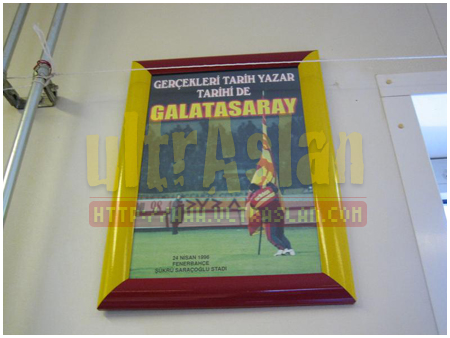 GERÇEKLERİ TARİH YAZAR
TARİHİ DE
GALATASARAY
ultrAslan
HTTP://WWW.ULTRASLAN.COM
24 NİSAN 1996
FENERBAHÇE
ŞÜKRÜ SARAÇOĞLU STADI